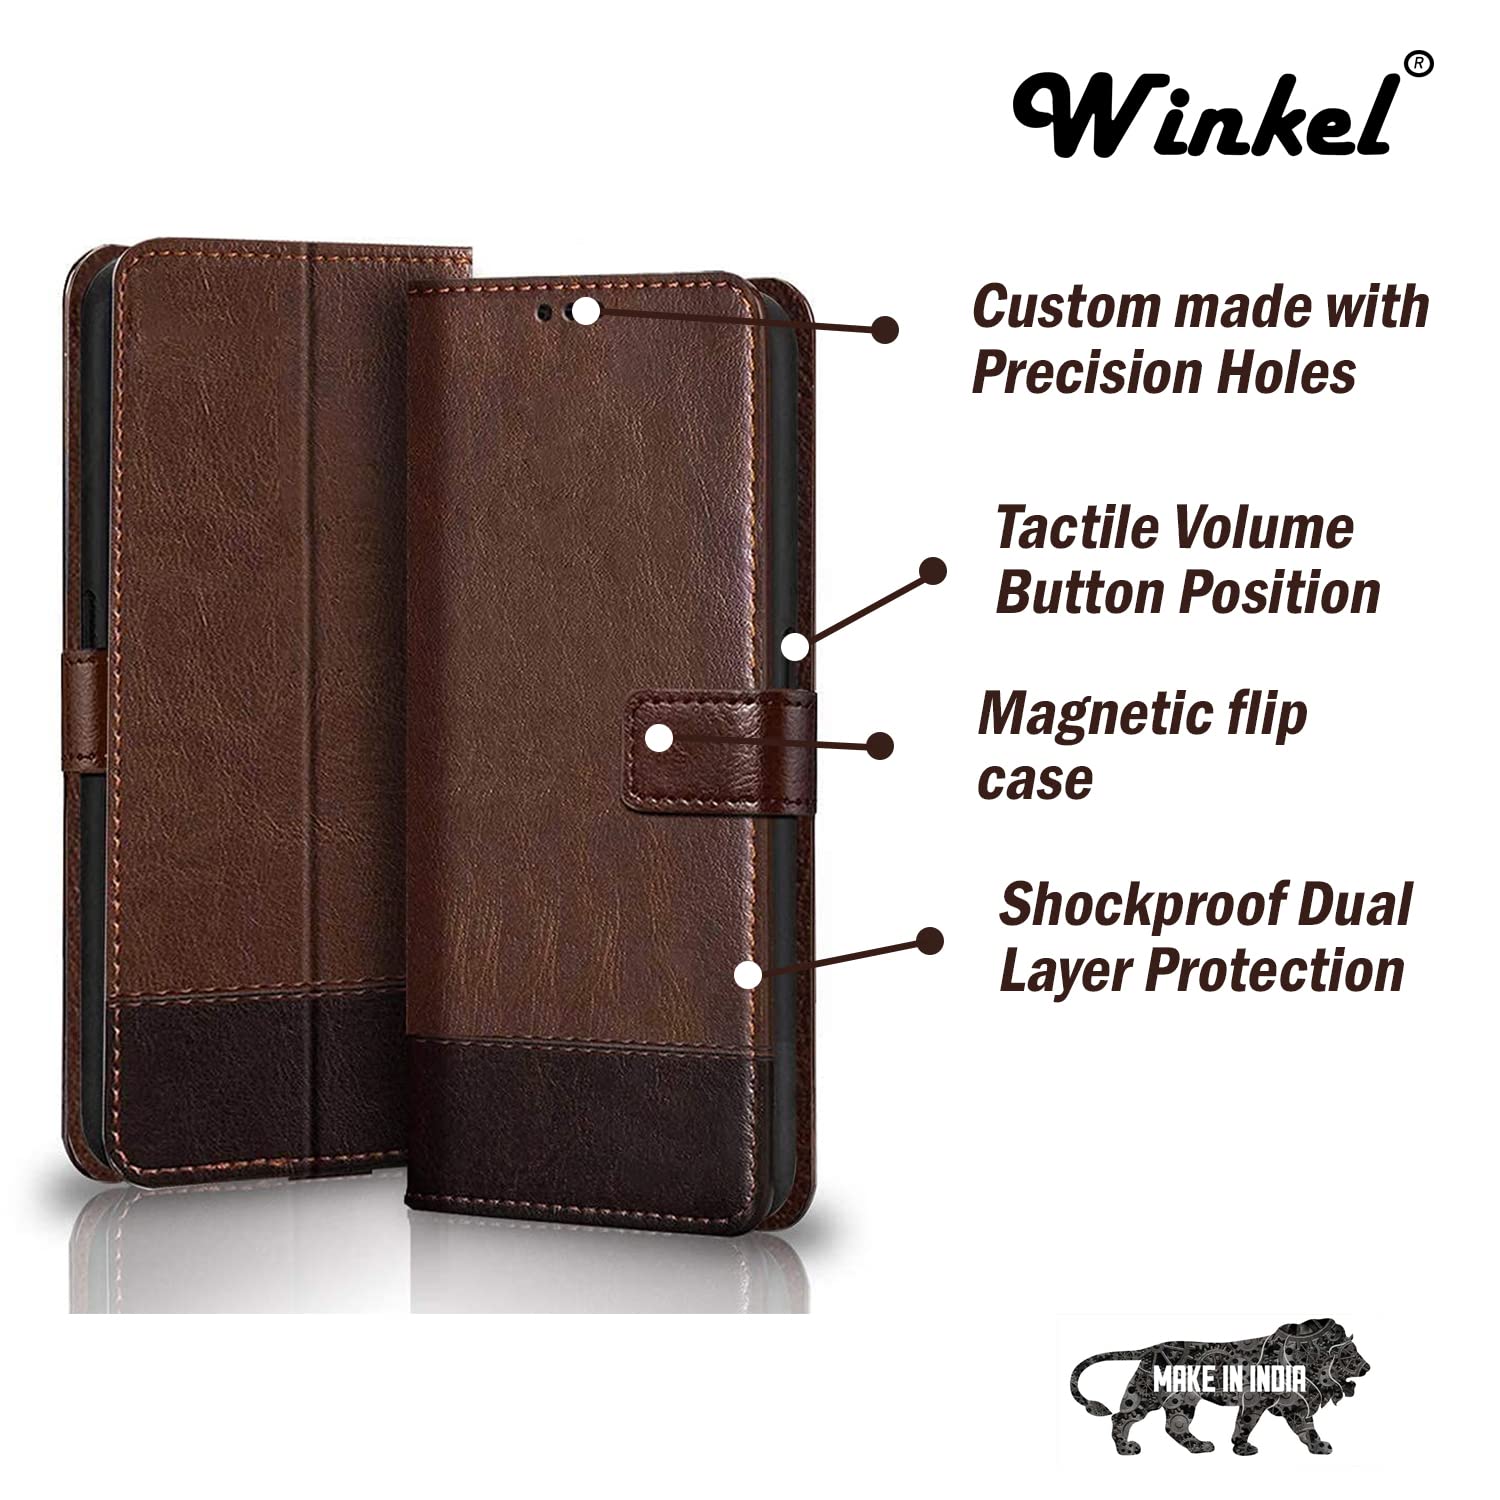 Winkel®
Custom made with
Precision Holes
Tactile Volume
Button Position
Magnetic flip
case
Shockproof Dual
Layer Protection
MAKE IN INDIA